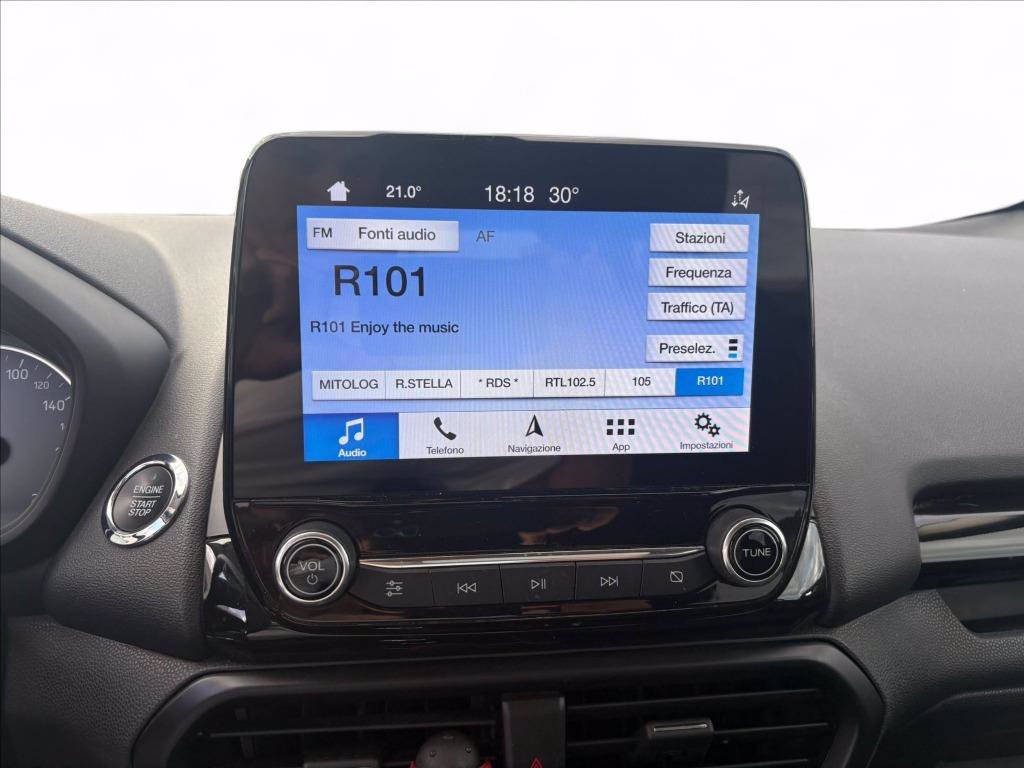 21.0° 18:18 30°
FM Fonti audio AF
Stazioni
R101
Frequenza
Traffico (TA)
R101 Enjoy the music
Preselez.
MITOLOG R.STELLA * RDS * RTL102.5 105 R101
Audio Telefono Navigazione App Impostazioni
100
120
140
ENGINE
START
STOP
VOL
TUNE